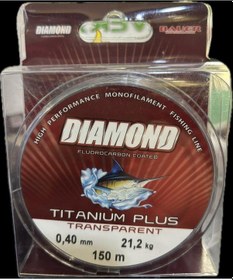 DIAMOND
HIGH PERFORMANCE MONOFILAMENT FISHING LINE
DIAMOND
FLUOROCARBON COATED
TITANIUM PLUS
TRANSPARENT
0,40 mm 21,2 kg
150 m